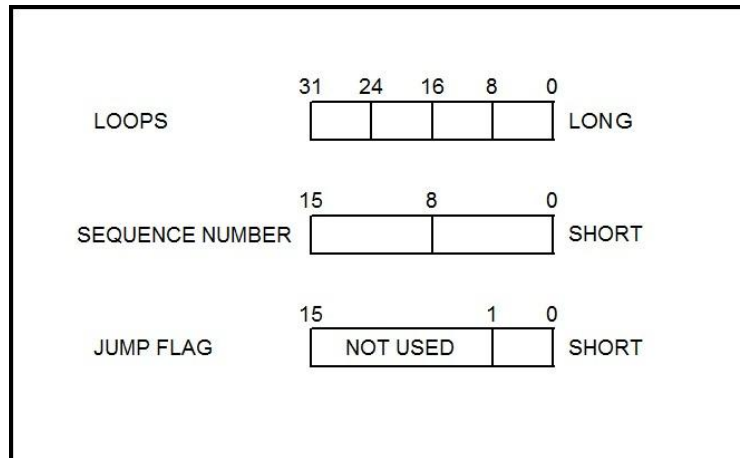 31 24 16 8 0
LOOPS LONG
15 8 0
SEQUENCE NUMBER SHORT
15 1 0
JUMP FLAG NOT USED SHORT